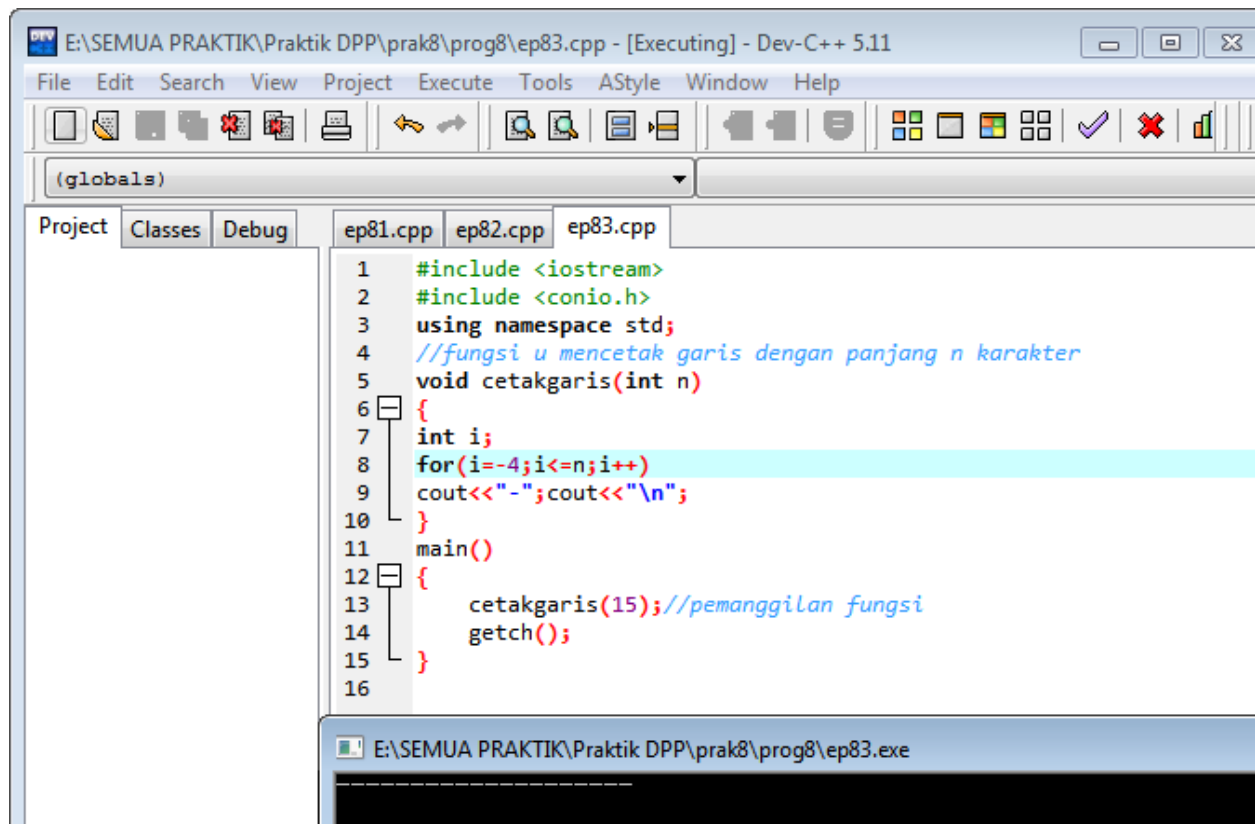 DEV E:\SEMUA PRAKTIK\Praktik DPP\prak8\prog8\ep83.cpp - [Executing] - Dev-C++ 5.11
File Edit Search View Project Execute Tools AStyle Window Help
(globals)
Project Classes Debug
ep81.cpp ep82.cpp ep83.cpp
1 #include <iostream>
2 #include <conio.h>
3 using namespace std;
4 //fungsi u mencetak garis dengan panjang n karakter
5 void cetakgaris(int n)
6 {
7 int i;
8 for(i=-4;i<=n;i++)
9 cout<<"-";cout<<"\n";
10 }
11 main()
12 {
13 cetakgaris(15);//pemanggilan fungsi
14 getch();
15 }
16
E:\SEMUA PRAKTIK\Praktik DPP\prak8\prog8\ep83.exe
--------------------